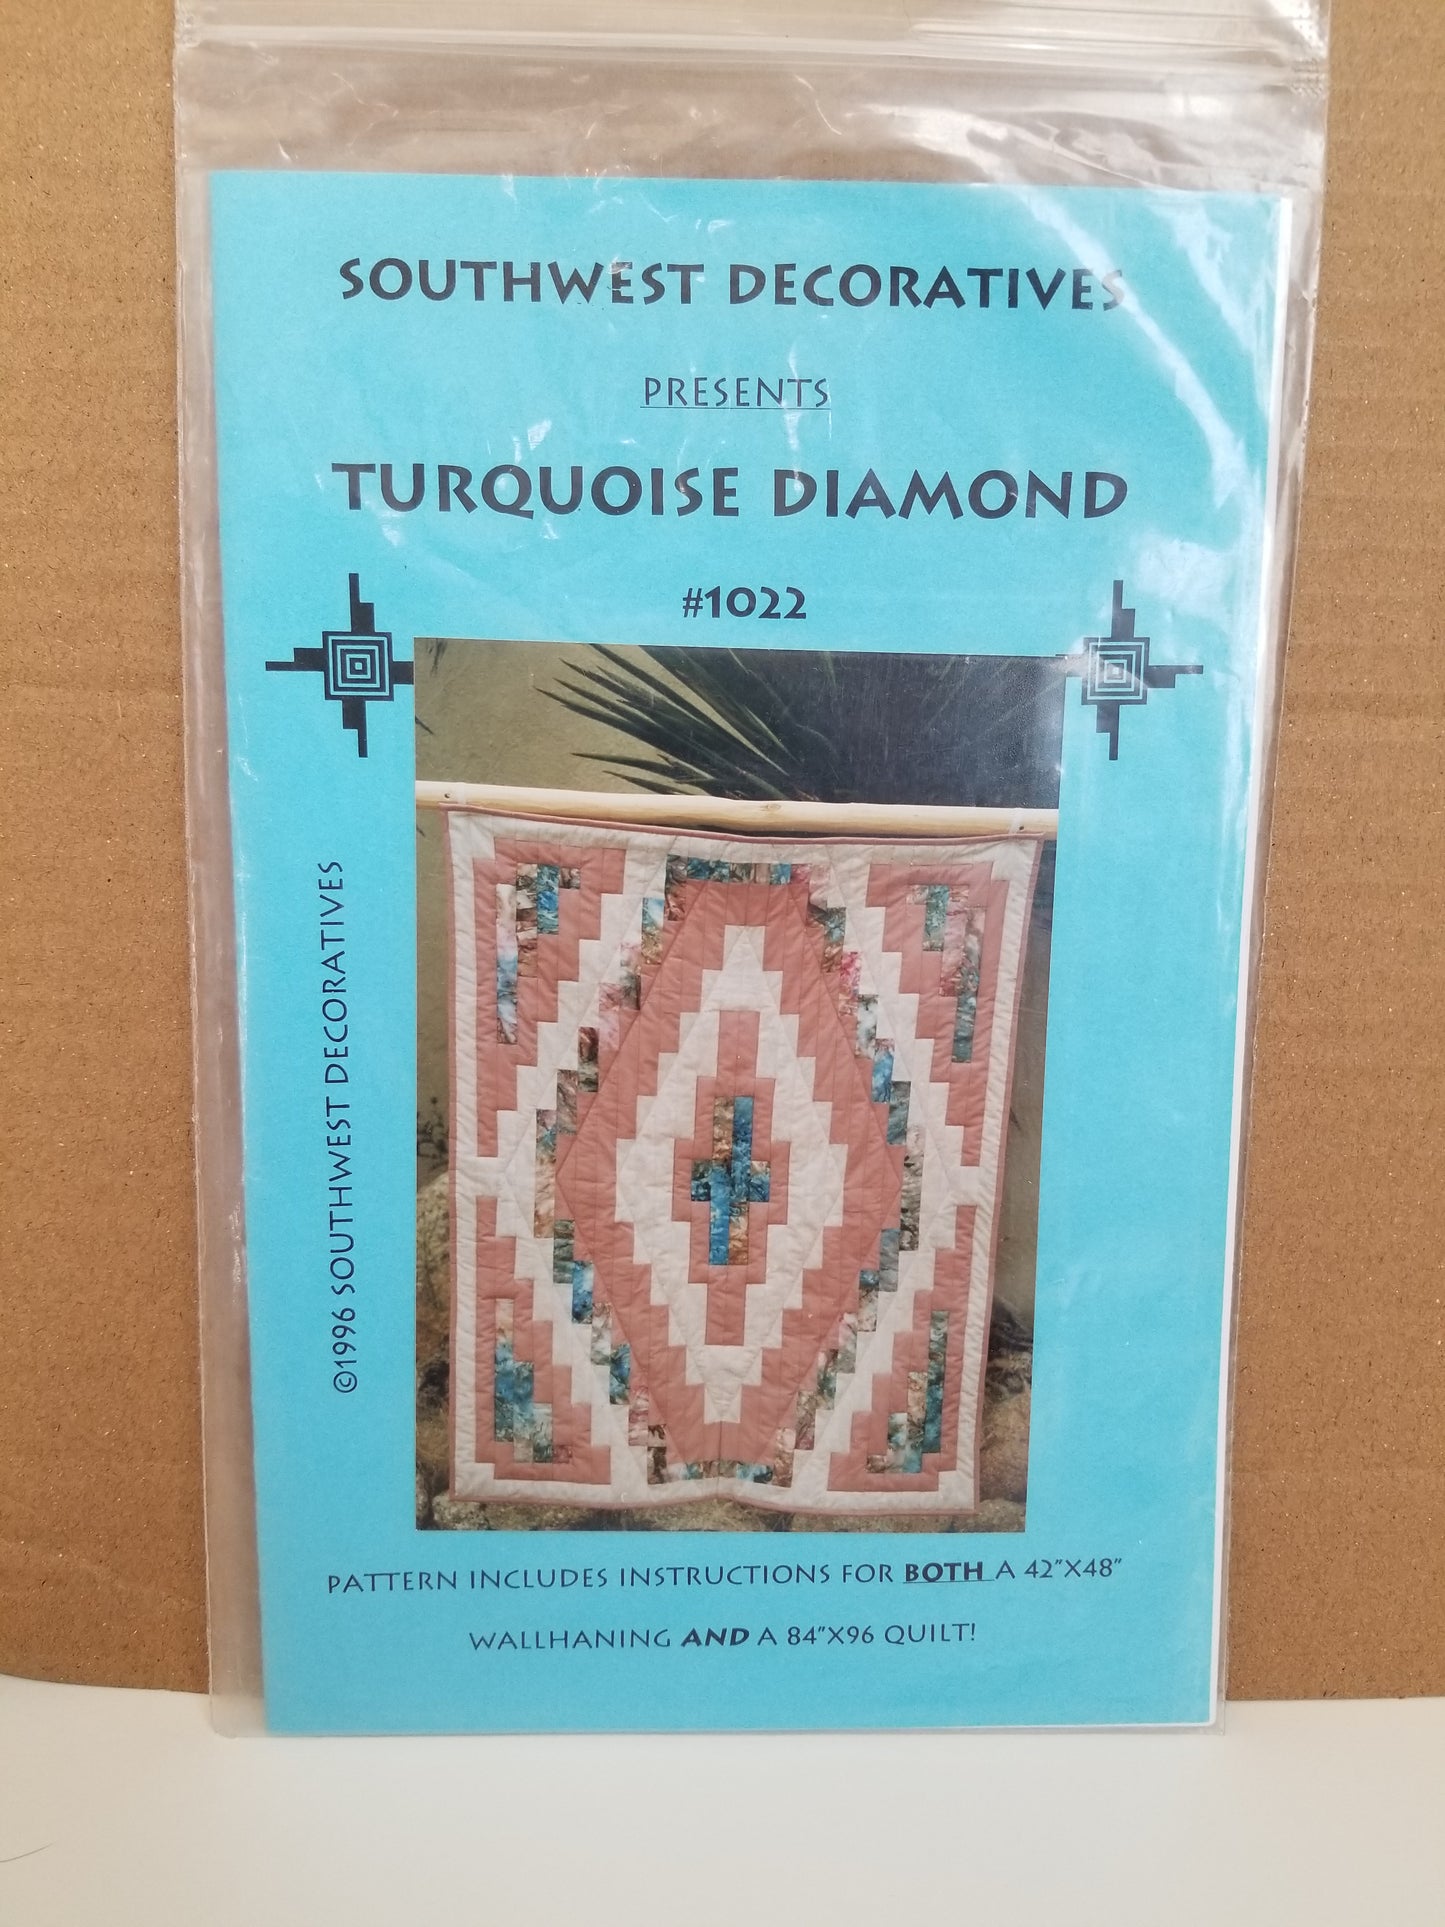 SOUTHWEST DECORATIVES
PRESENTS
TURQUOISE DIAMOND
#1022
©1996 SOUTHWEST DECORATIVES
PATTERN INCLUDES INSTRUCTIONS FOR BOTH A 42"X48"
WALLHANING AND A 84"X96 QUILT!